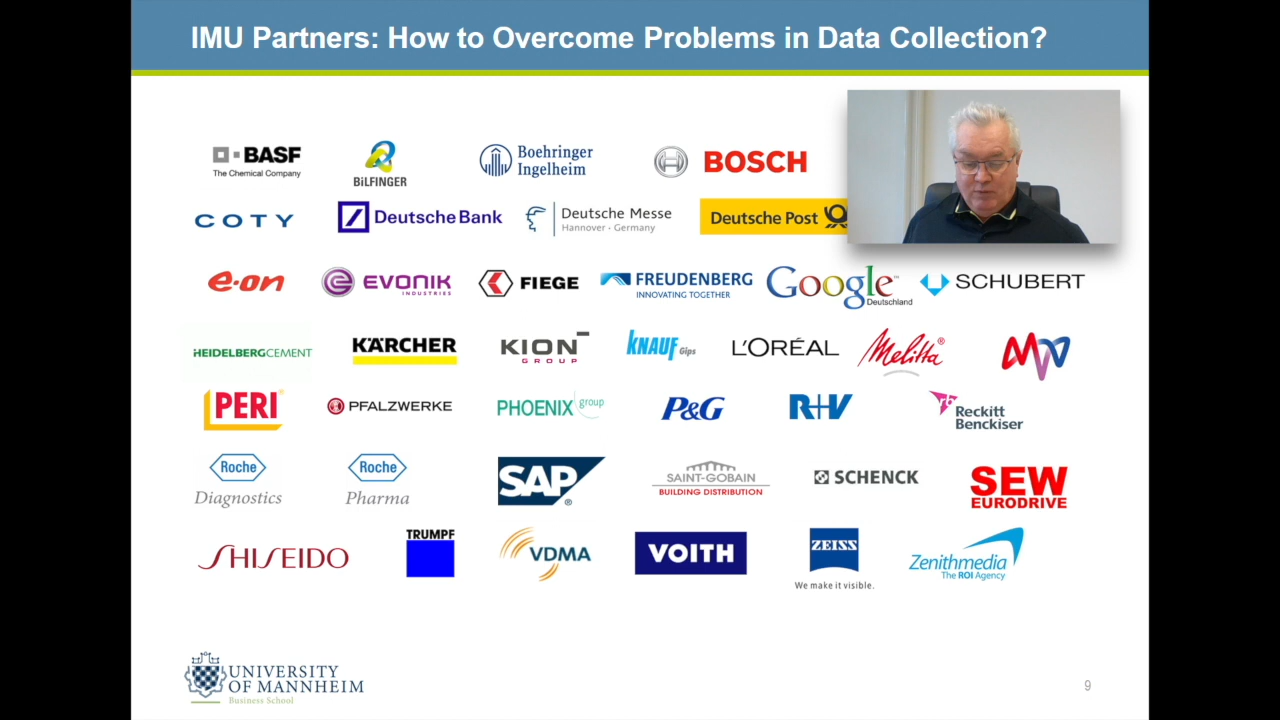 IMU Partners: How to Overcome Problems in Data Collection?
BASF
The Chemical Company
BiLFINGER
Boehringer
Ingelheim
BOSCH
COTY
Deutsche Bank
Deutsche Messe
Hannover · Germany
Deutsche Post
e·on
EVONIK
INDUSTRIES
FIEGE
FREUDENBERG
INNOVATING TOGETHER
Google™
Deutschland
SCHUBERT
HEIDELBERGCEMENT
KÄRCHER
KION
GROUP
KNAUF Gips
L'ORÉAL
Melitta®
MVV
PERI®
PFALZWERKE
PHOENIX group
P&G
R+V
rb
Reckitt
Benckiser
Roche
Diagnostics
Roche
Pharma
SAP®
SAINT-GOBAIN
BUILDING DISTRIBUTION
SCHENCK
SEW
EURODRIVE
SHISEIDO
TRUMPF
VDMA
VOITH
ZEISS
We make it visible.
Zenithmedia
The ROI Agency
UNIVERSITY
OF MANNHEIM
Business School
9